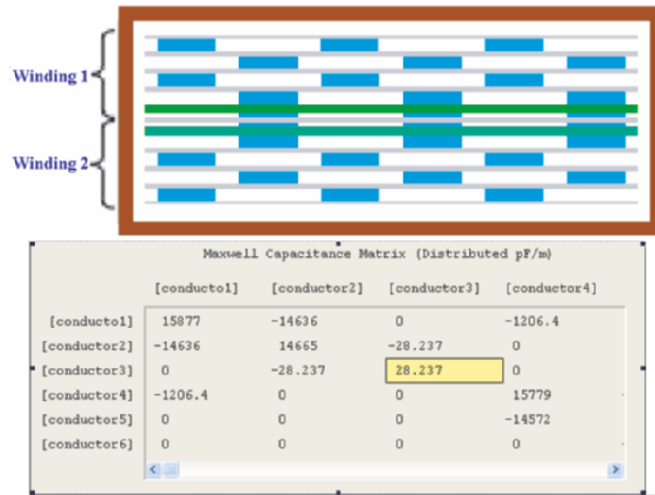 Winding 1
Winding 2
Maxwell Capacitance Matrix (Distributed pF/m)
[conducto1] [conductor2] [conductor3] [conductor4]
[conducto1] 15877 -14636 0 -1206.4
[conductor2] -14636 14665 -28.237 0
[conductor3] 0 -28.237 28.237 0
[conductor4] -1206.4 0 0 15779 -
[conductor5] 0 0 0 -14572
[conductor6] 0 0 0 0 -